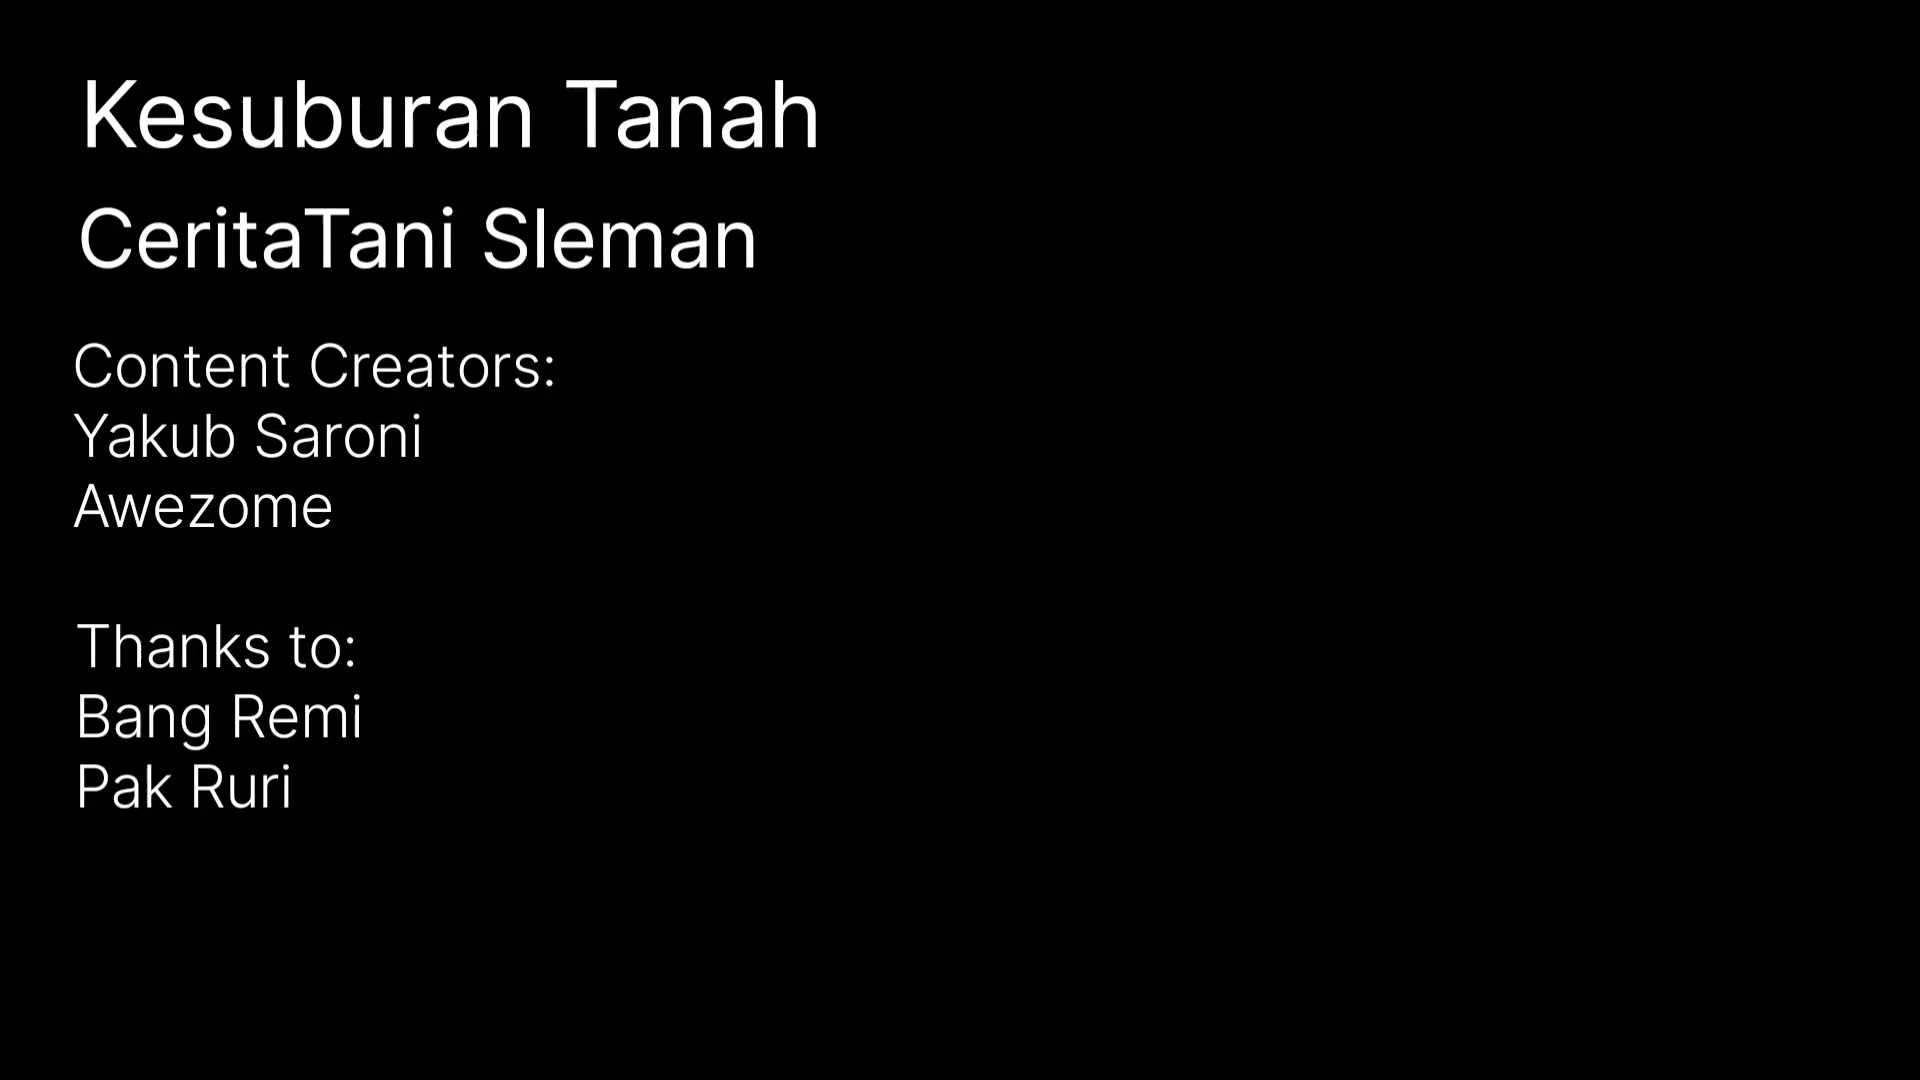 Kesuburan Tanah
CeritaTani Sleman
Content Creators:
Yakub Saroni
Awezome
Thanks to:
Bang Remi
Pak Ruri